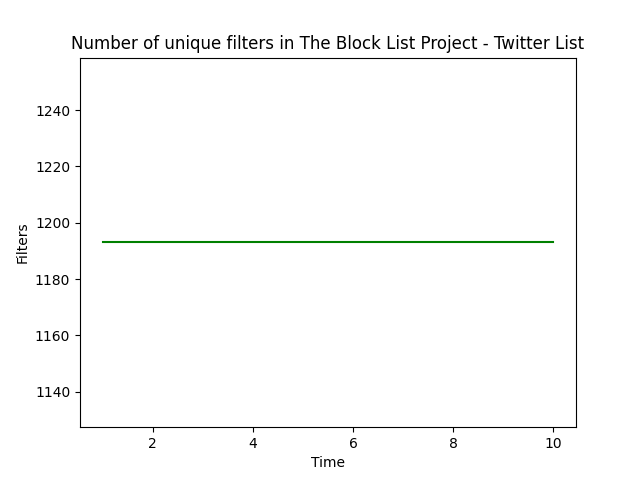 Number of unique filters in The Block List Project - Twitter List
1240
1220
1200
1180
1160
1140
Filters
2 4 6 8 10
Time